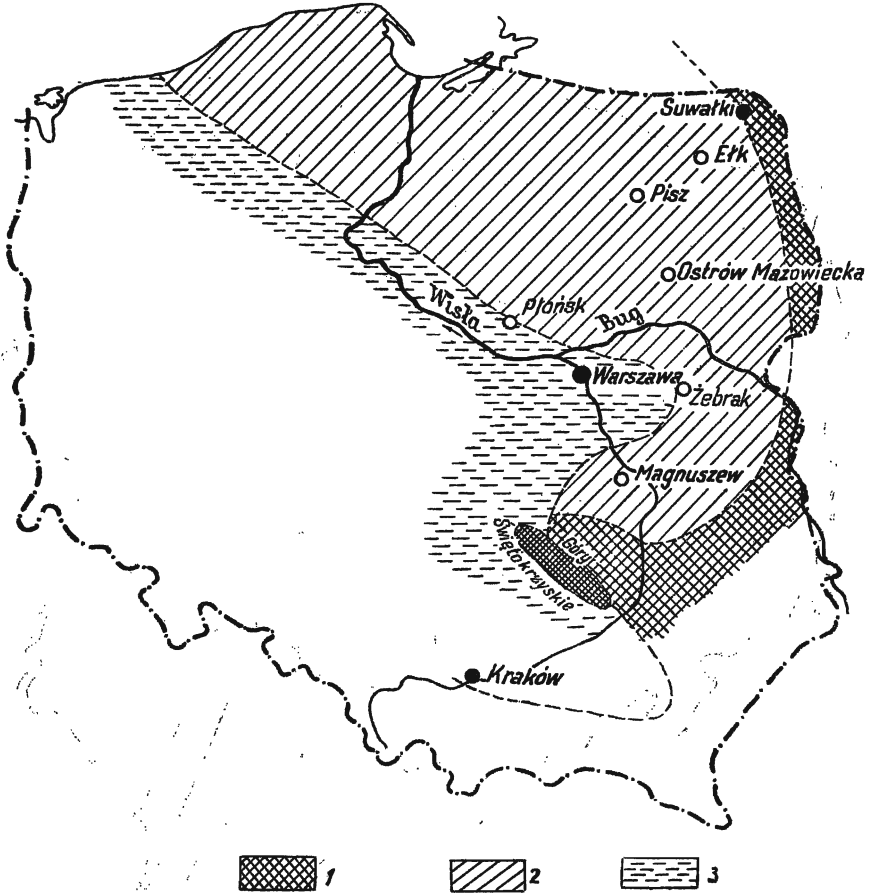 Suwałki
Ełk
Pisz
Ostrów Mazowiecka
Wisła
Płońsk
Bug
Warszawa
Żebrak
Magnuszew
Góry
Świętokrzyskie
Kraków
1
2
3